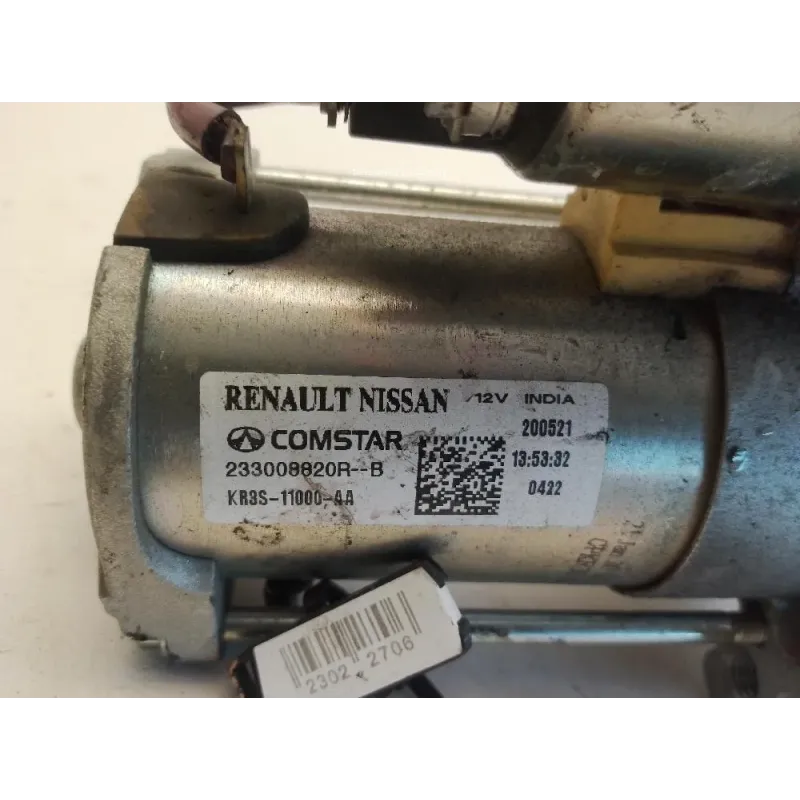 RENAULT NISSAN /12V INDIA
COMSTAR 200521
233008820R--B 13:53:32
KR3S-11000-AA 0422
2302 2706